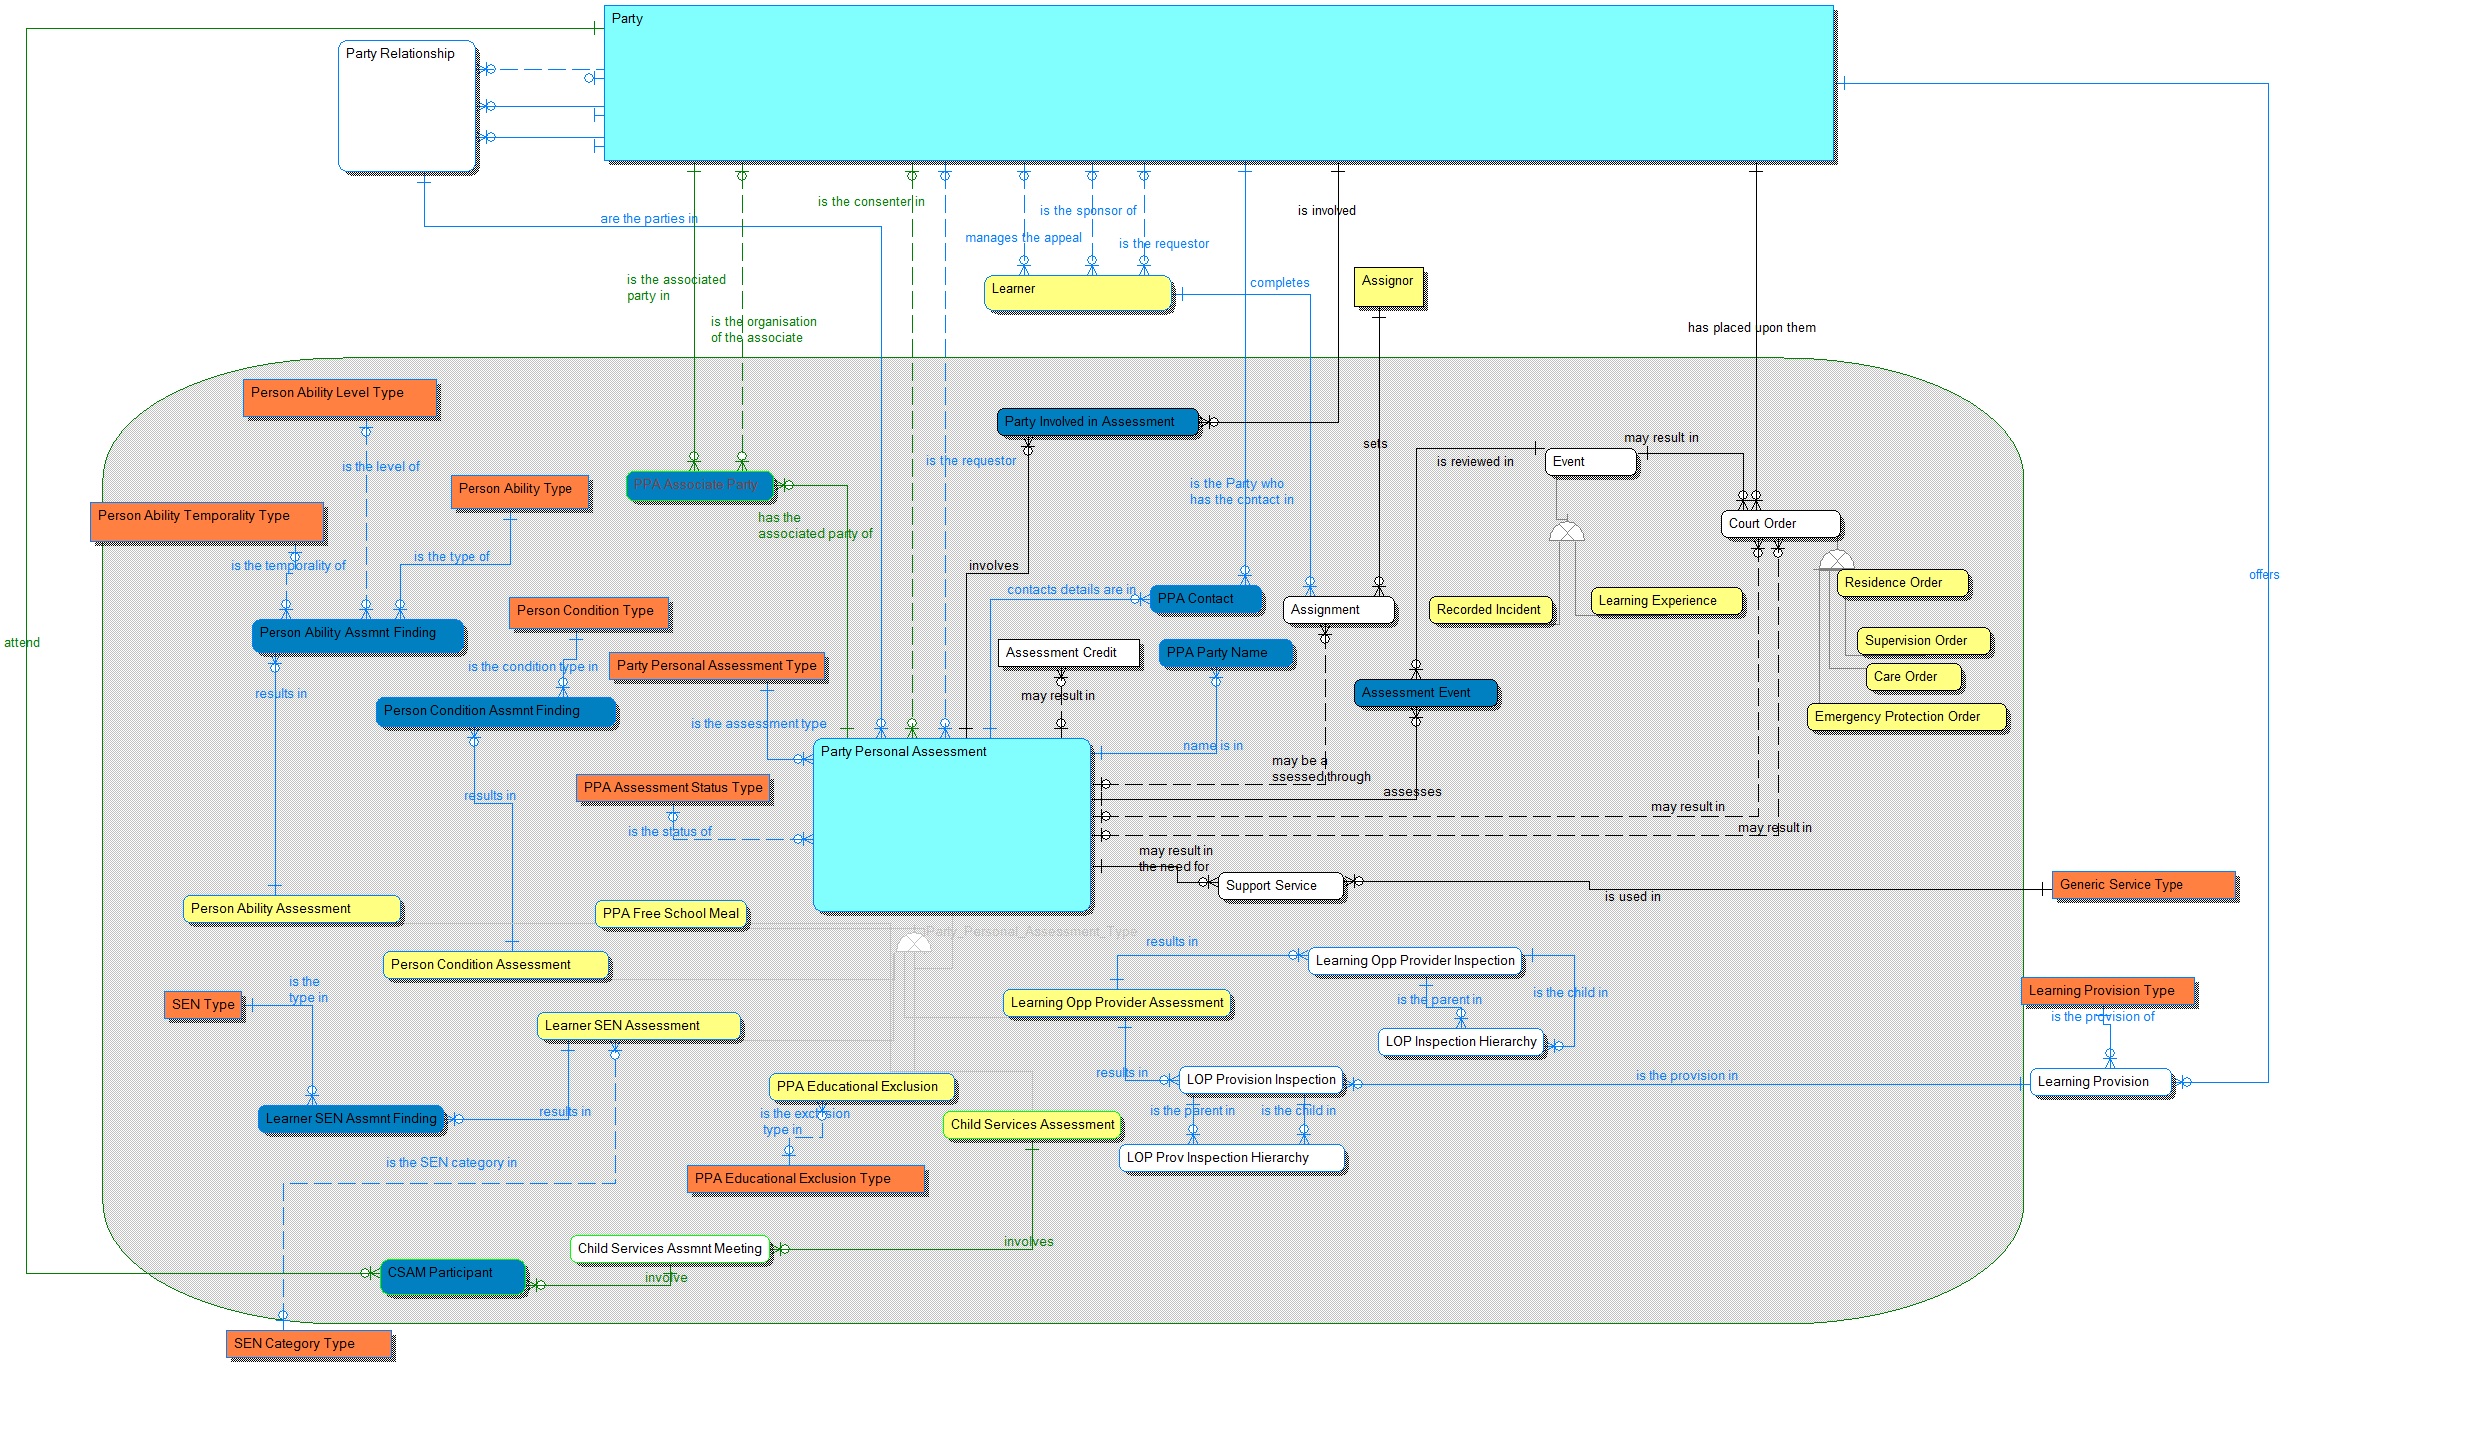 Party
Party Relationship
is the consenter in
are the parties in
is the sponsor of
is involved
manages the appeal
is the requestor
is the associated
party in
Learner
completes
Assignor
is the organisation
of the associate
has placed upon them
Person Ability Level Type
Party Involved in Assessment
sets
may result in
is the level of
is the requestor
is reviewed in
Event
PPA Associate Party
Person Ability Type
is the Party who
has the contact in
Person Ability Temporality Type
has the
associated party of
Court Order
is the type of
is the temporality of
involves
offers
Residence Order
contacts details are in
PPA Contact
Assignment
Recorded Incident
Learning Experience
Person Condition Type
Person Ability Assmnt Finding
attend
Supervision Order
Assessment Credit
PPA Party Name
is the condition type in
Party Personal Assessment Type
Care Order
results in
may result in
Assessment Event
Person Condition Assmnt Finding
Emergency Protection Order
is the assessment type
Party Personal Assessment
name is in
may be a
ssessed through
PPA Assessment Status Type
assesses
results in
may result in
is the status of
may result in
may result in
the need for
Support Service
Generic Service Type
is used in
Person Ability Assessment
PPA Free School Meal
Party_Personal_Assessment_Type
results in
Person Condition Assessment
Learning Opp Provider Inspection
is the
type in
is the parent in
is the child in
Learning Provision Type
SEN Type
Learning Opp Provider Assessment
is the provision of
Learner SEN Assessment
LOP Inspection Hierarchy
results in
LOP Provision Inspection
is the provision in
Learning Provision
PPA Educational Exclusion
is the parent in
is the child in
Learner SEN Assmnt Finding
results in
is the exclusion
type in
Child Services Assessment
LOP Prov Inspection Hierarchy
is the SEN category in
PPA Educational Exclusion Type
involves
Child Services Assmnt Meeting
CSAM Participant
involve
SEN Category Type